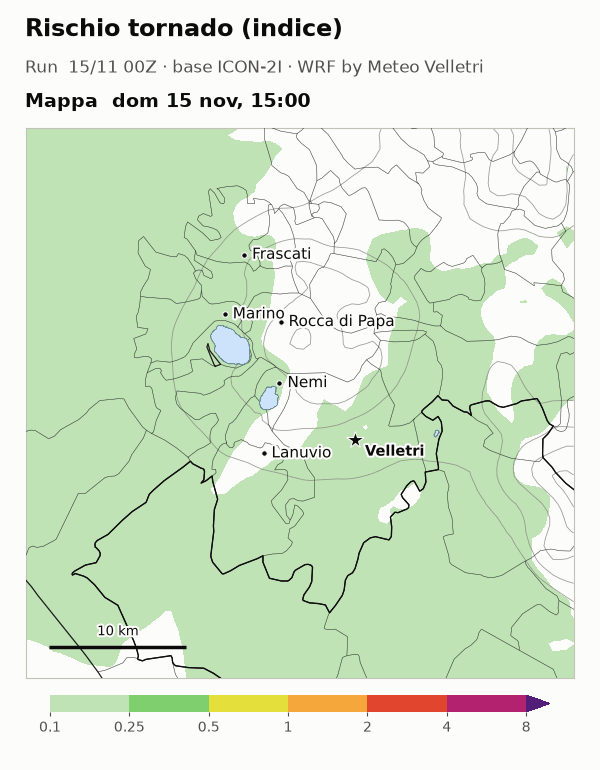 Rischio tornado (indice)
Run  15/11 00Z · base ICON-2I · WRF by Meteo Velletri
Mappa  dom 15 nov, 15:00
Frascati
Marino
Rocca di Papa
Nemi
Velletri
Lanuvio
10 km
0.1 0.25 0.5 1 2 4 8